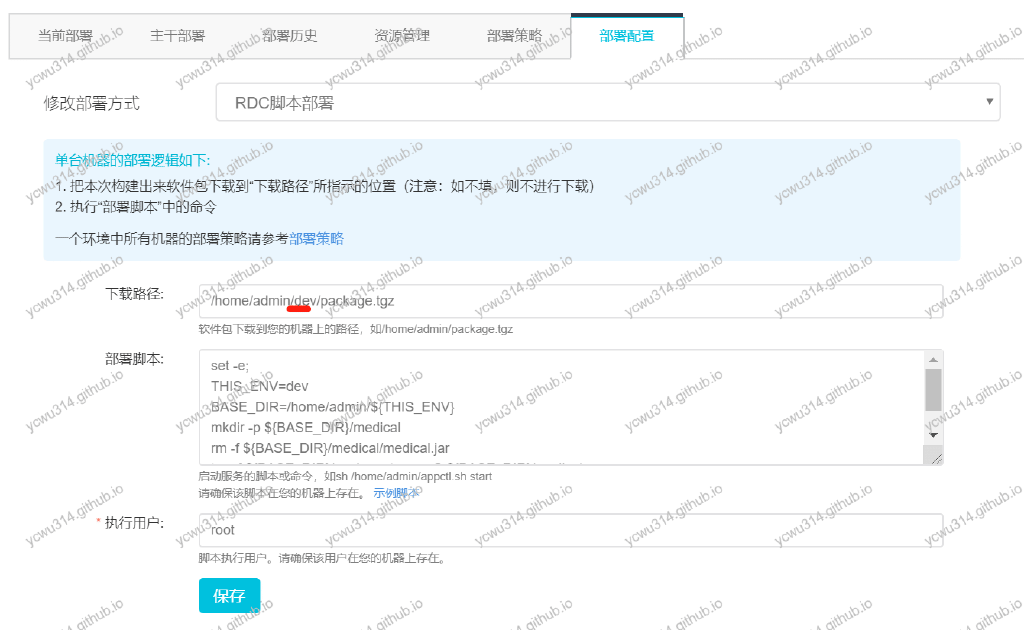 当前部署 主干部署 部署历史 资源管理 部署策略 部署配置
修改部署方式 RDC脚本部署
单台机器的部署逻辑如下:
1. 把本次构建出来软件包下载到“下载路径”所指示的位置（注意：如不填，则不进行下载）
2. 执行“部署脚本”中的命令
一个环境中所有机器的部署策略请参考部署策略
下载路径: /home/admin/dev/package.tgz
软件包下载到您的机器上的路径，如/home/admin/package.tgz
部署脚本: set -e;
THIS_ENV=dev
BASE_DIR=/home/admin/${THIS_ENV}
mkdir -p ${BASE_DIR}/medical
rm -f ${BASE_DIR}/medical/medical.jar
启动服务的脚本或命令，如sh /home/admin/appctl.sh start
请确保该脚本在您的机器上存在。 示例脚本
* 执行用户: root
脚本执行用户。请确保该用户在您的机器上存在。
保存
ycwu314.github.io